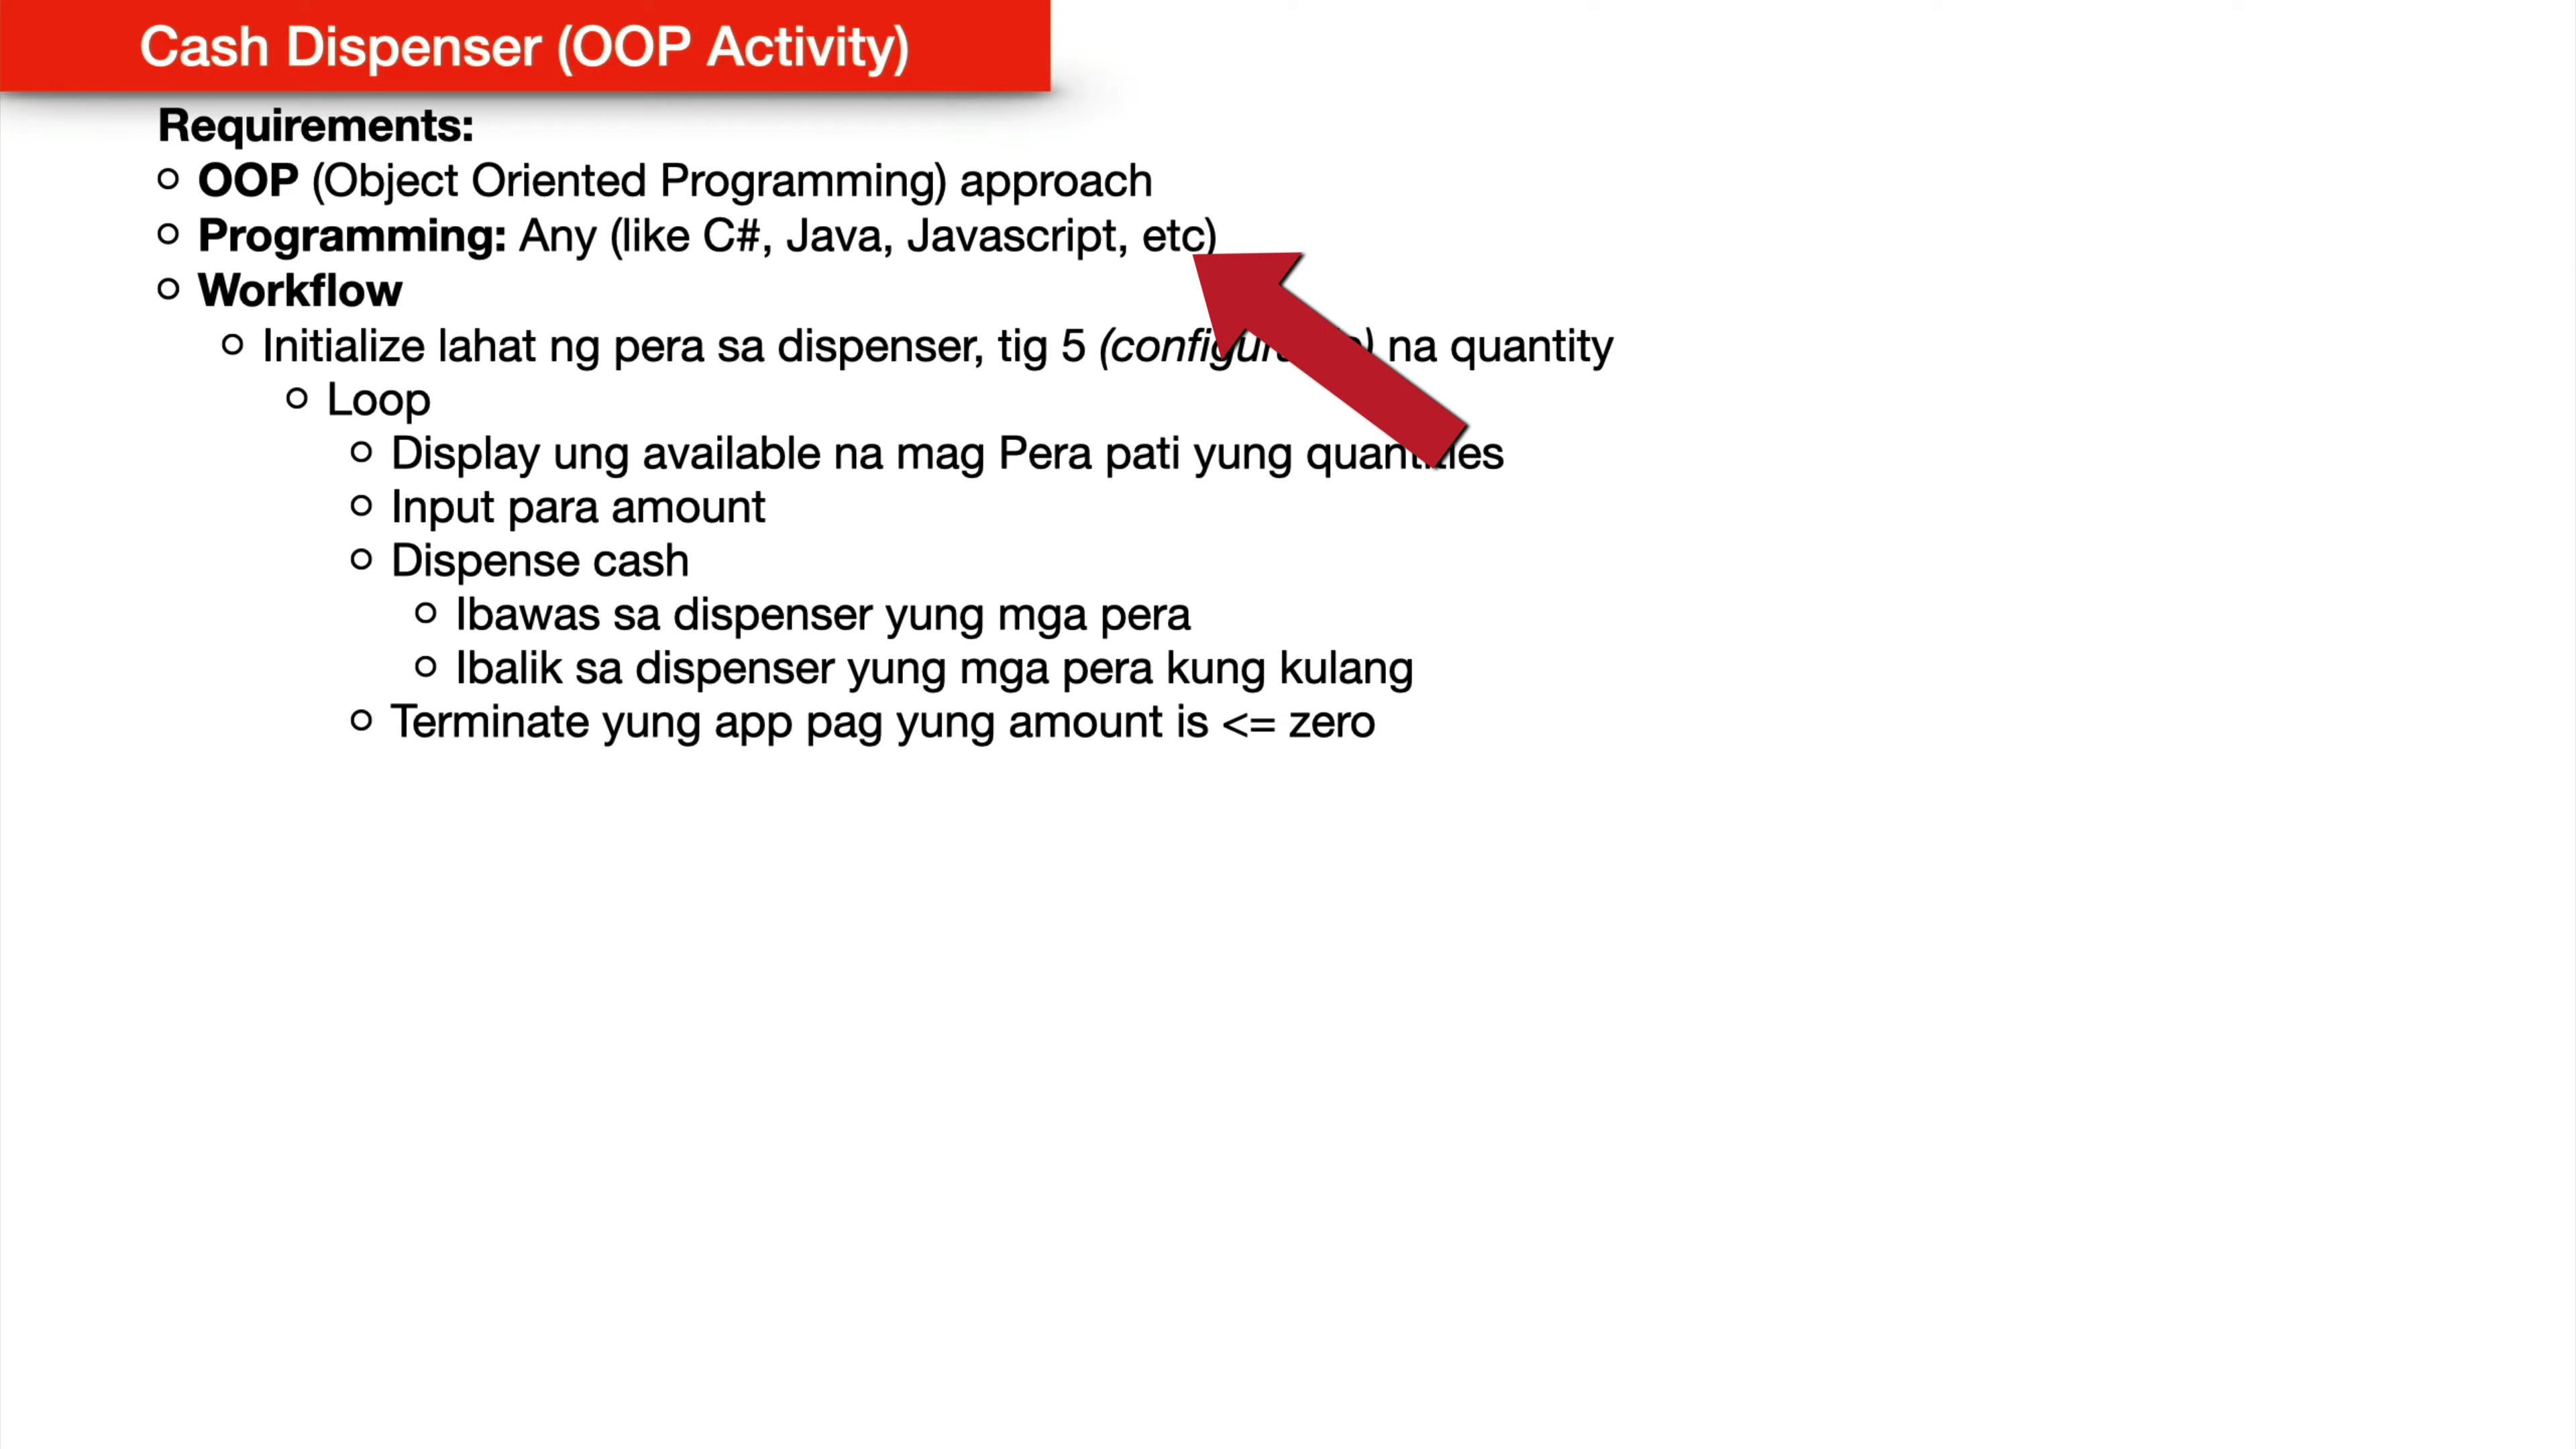 Cash Dispenser (OOP Activity)
Requirements:
OOP (Object Oriented Programming) approach
Programming: Any (like C#, Java, Javascript, etc)
Workflow
Initialize lahat ng pera sa dispenser, tig 5 na quantity
Loop
Display ung available na mag Pera pati yung quantities
Input para amount
Dispense cash
Ibawas sa dispenser yung mga pera
Ibalik sa dispenser yung mga pera kung kulang
Terminate yung app pag yung amount is <= zero